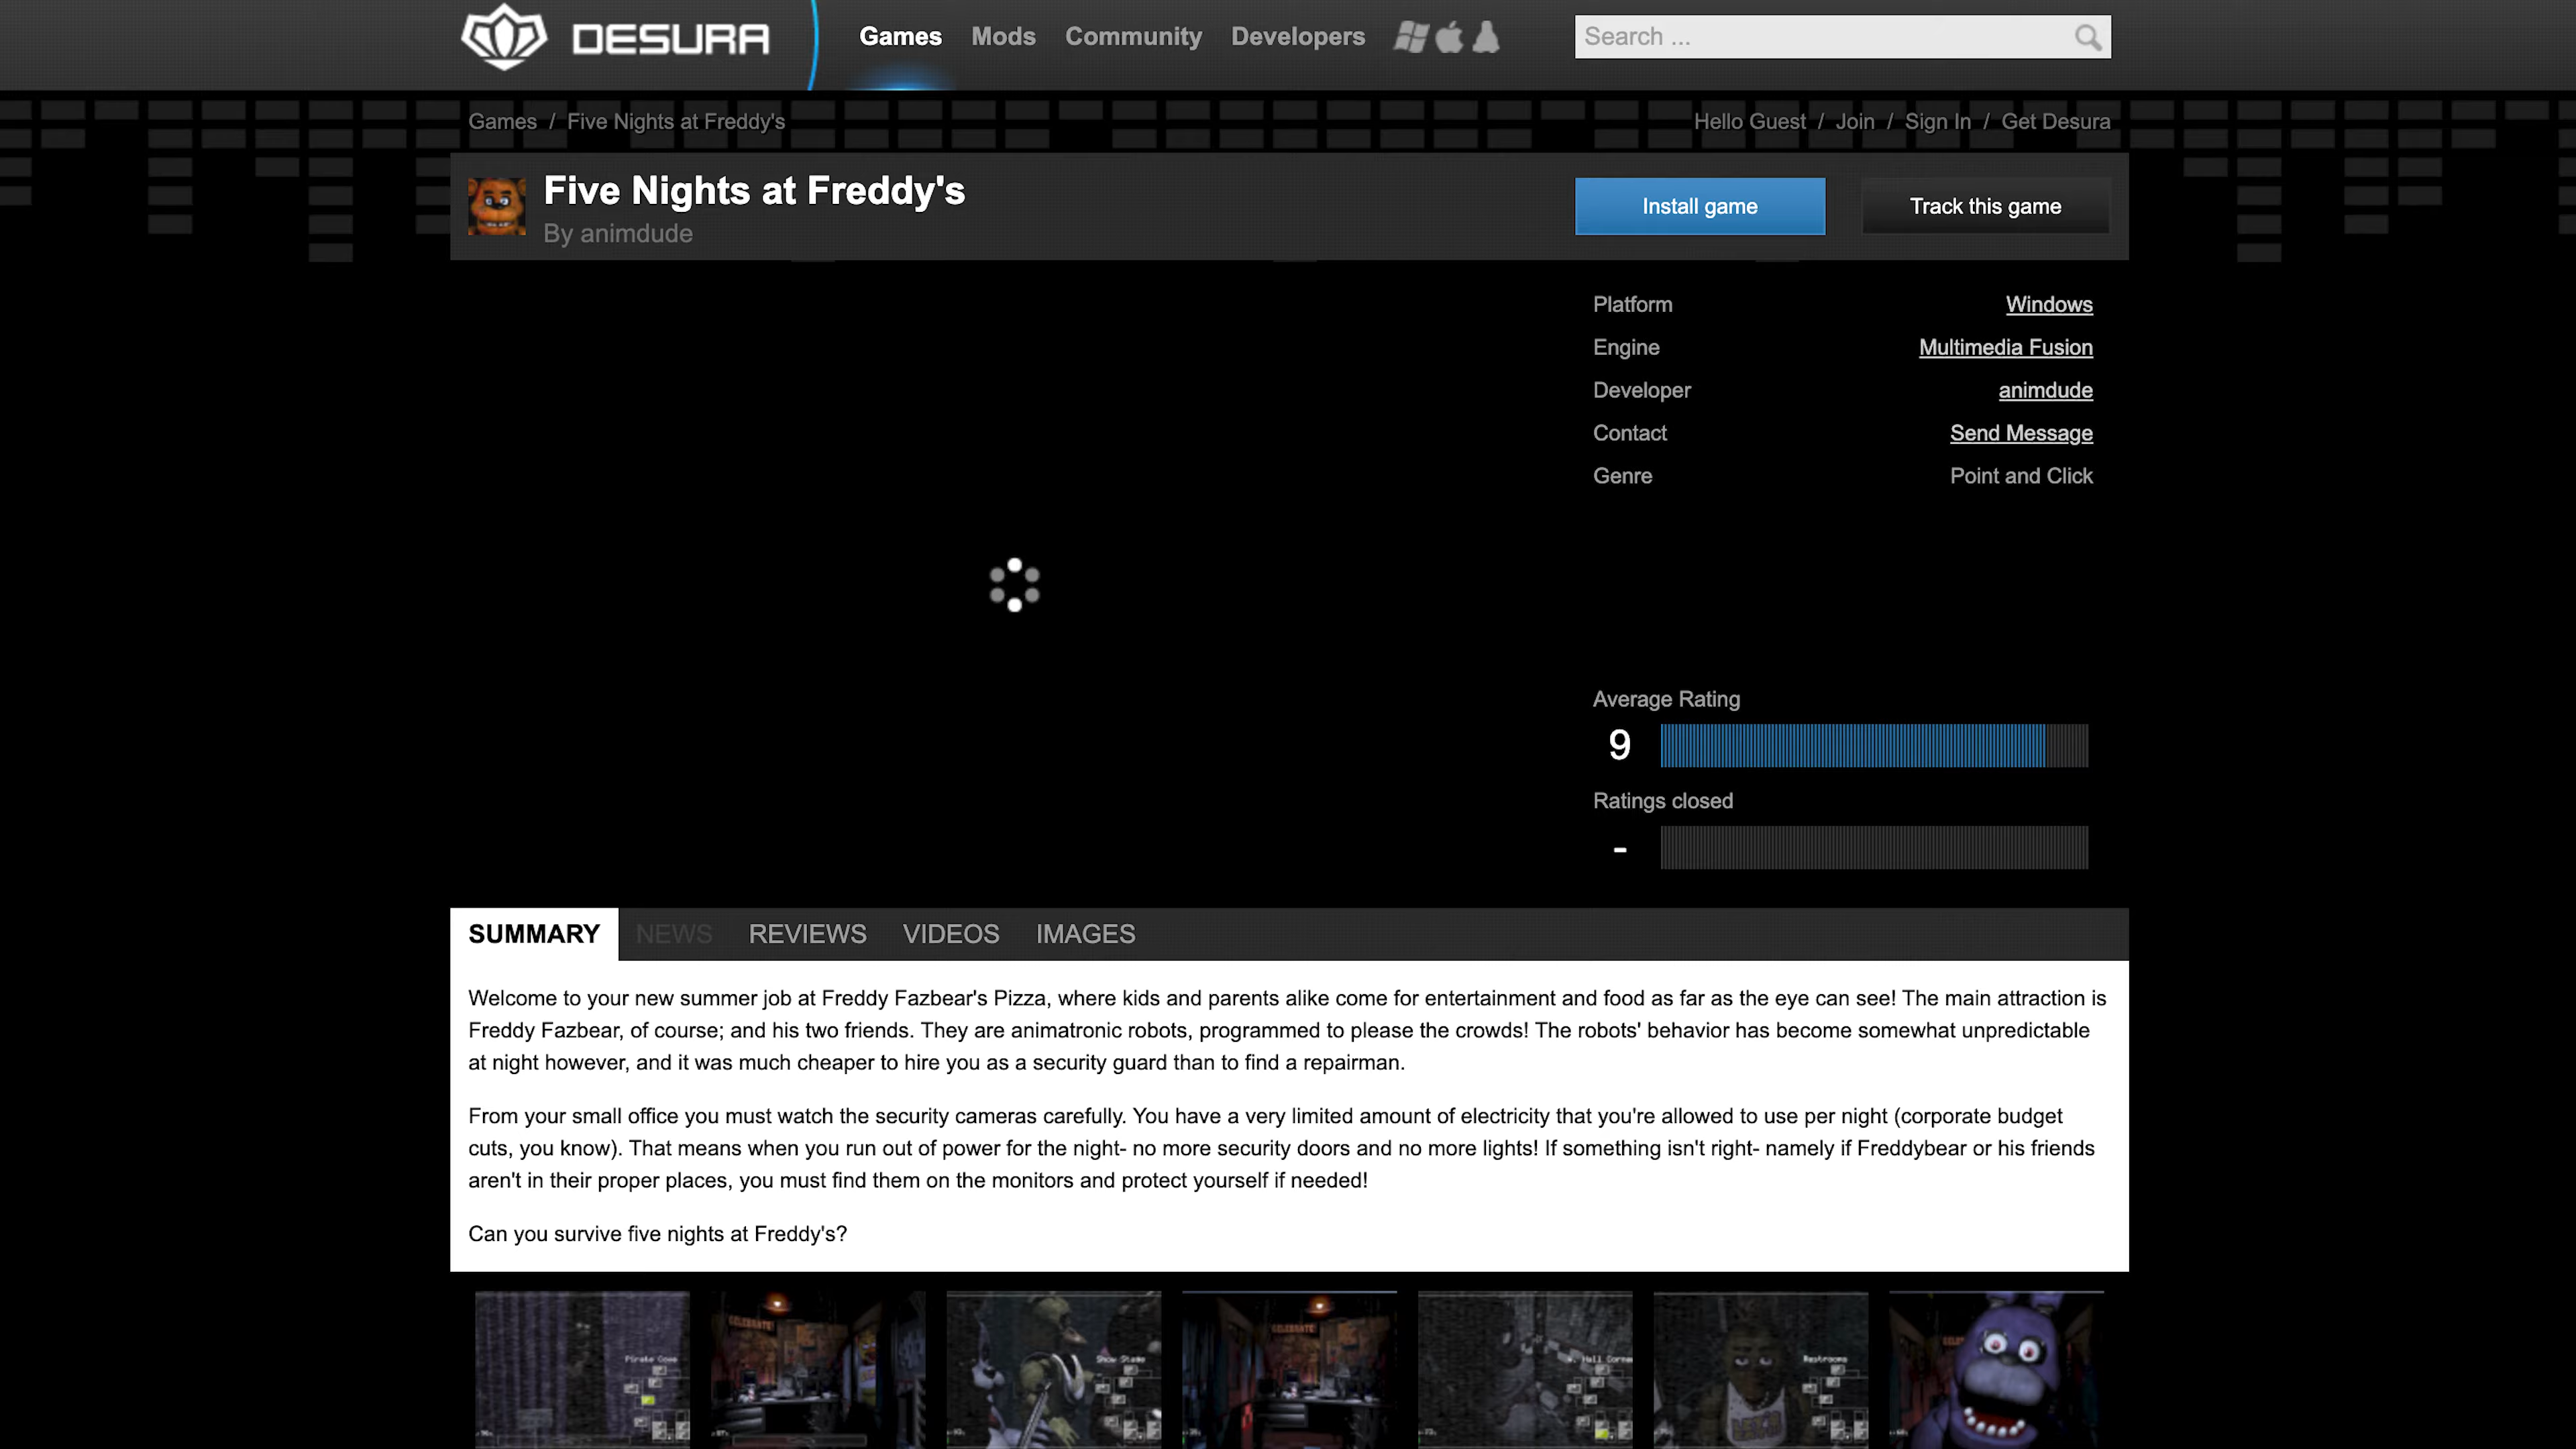 DESURA
Games Mods Community Developers
Search ...
Games / Five Nights at Freddy's
Hello Guest / Join / Sign In / Get Desura
Five Nights at Freddy's
By animdude
Install game
Track this game
Platform Windows
Engine Multimedia Fusion
Developer animdude
Contact Send Message
Genre Point and Click
Average Rating
9
Ratings closed
-
SUMMARY NEWS REVIEWS VIDEOS IMAGES
Welcome to your new summer job at Freddy Fazbear's Pizza, where kids and parents alike come for entertainment and food as far as the eye can see! The main attraction is
Freddy Fazbear, of course; and his two friends. They are animatronic robots, programmed to please the crowds! The robots' behavior has become somewhat unpredictable
at night however, and it was much cheaper to hire you as a security guard than to find a repairman.
From your small office you must watch the security cameras carefully. You have a very limited amount of electricity that you're allowed to use per night (corporate budget
cuts, you know). That means when you run out of power for the night- no more security doors and no more lights! If something isn't right- namely if Freddybear or his friends
aren't in their proper places, you must find them on the monitors and protect yourself if needed!
Can you survive five nights at Freddy's?
Pirate Cove
CELEBRATE!
Show Stage
CELEBRATE!
W. Hall Corner
Restrooms